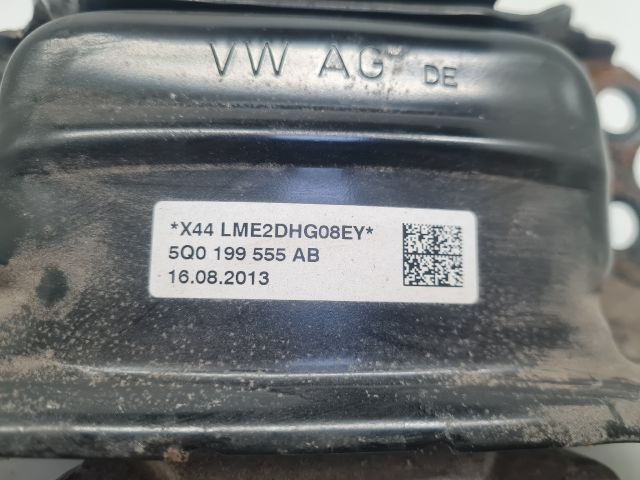 VW AG DE
*X44 LME2DHG08EY*
5Q0 199 555 AB
16.08.2013